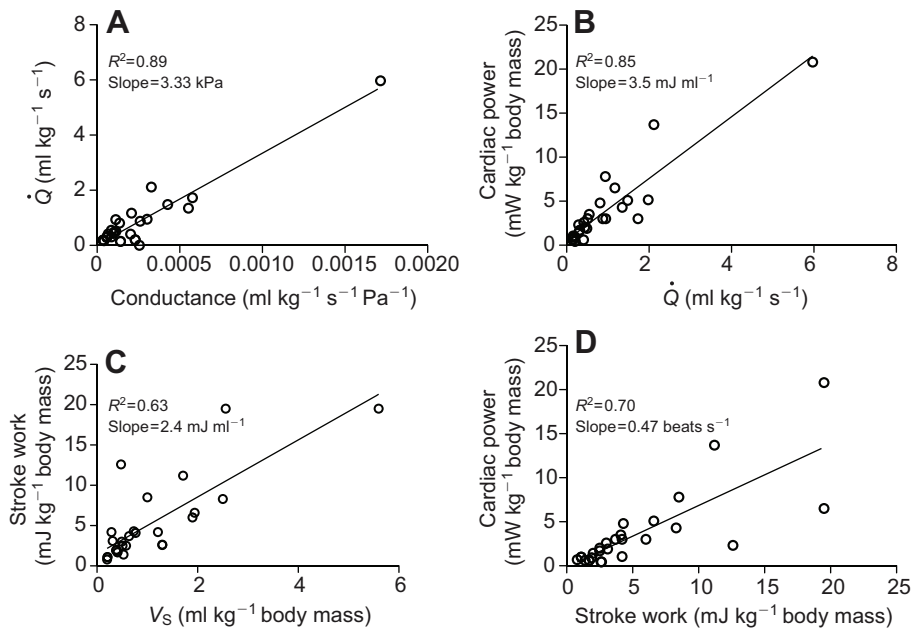 A
R²=0.89
Slope=3.33 kPa
8
6
4
2
0
Q̇ (ml kg⁻¹ s⁻¹)
0
0.0005
0.0010
0.0015
0.0020
Conductance (ml kg⁻¹ s⁻¹ Pa⁻¹)
B
R²=0.85
Slope=3.5 mJ ml⁻¹
25
20
15
10
5
0
Cardiac power
(mW kg⁻¹ body mass)
0
2
4
6
8
Q̇ (ml kg⁻¹ s⁻¹)
C
R²=0.63
Slope=2.4 mJ ml⁻¹
25
20
15
10
5
0
Stroke work
(mJ kg⁻¹ body mass)
0
2
4
6
V_S (ml kg⁻¹ body mass)
D
R²=0.70
Slope=0.47 beats s⁻¹
25
20
15
10
5
0
Cardiac power
(mW kg⁻¹ body mass)
0
5
10
15
20
25
Stroke work (mJ kg⁻¹ body mass)